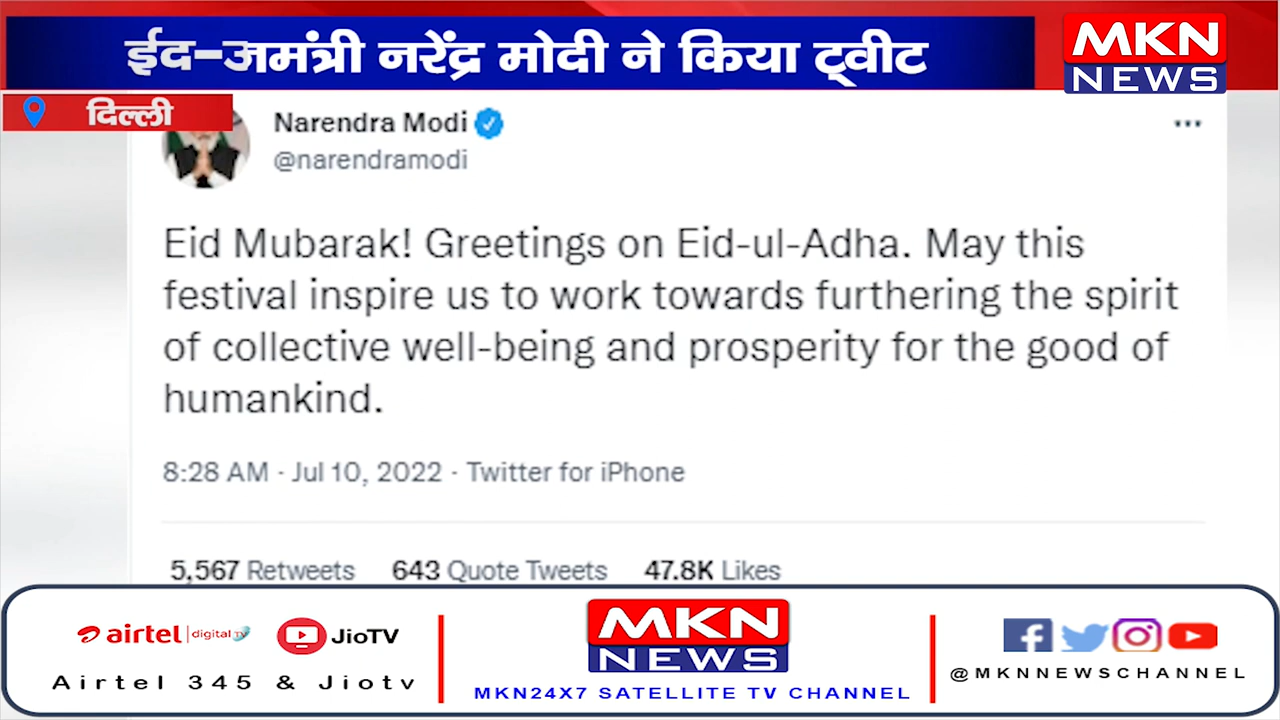 ईद-जमंत्री नरेंद्र मोदी ने किया ट्वीट
MKN
NEWS
दिल्ली
Narendra Modi
@narendramodi
Eid Mubarak! Greetings on Eid-ul-Adha. May this
festival inspire us to work towards furthering the spirit
of collective well-being and prosperity for the good of
humankind.
8:28 AM · Jul 10, 2022 · Twitter for iPhone
5,567 Retweets 643 Quote Tweets 47.8K Likes
airtel digital TV
JioTV
Airtel 345 & Jiotv
MKN
NEWS
MKN24X7 SATELLITE TV CHANNEL
@MKNNEWSCHANNEL